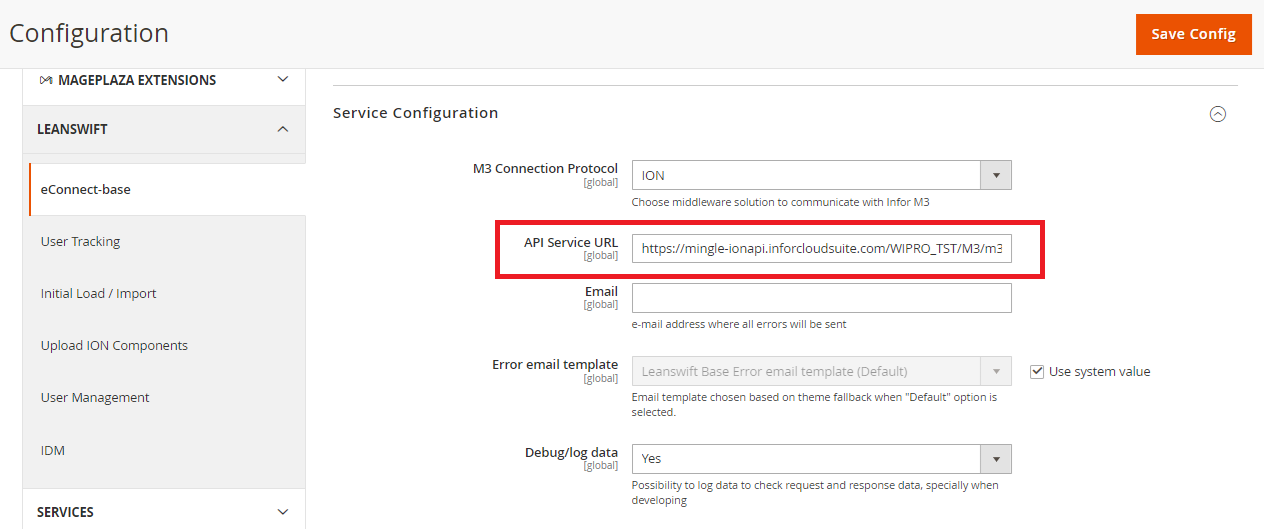 Configuration
Save Config
MAGEPLAZA EXTENSIONS
LEANSWIFT
eConnect-base
User Tracking
Initial Load / Import
Upload ION Components
User Management
IDM
SERVICES
Service Configuration
M3 Connection Protocol
[global]
ION
Choose middleware solution to communicate with Infor M3
API Service URL
[global]
https://mingle-ionapi.inforcloudsuite.com/WIPRO_TST/M3/m3
Email
[global]
e-mail address where all errors will be sent
Error email template
[global]
Leanswift Base Error email template (Default)
Use system value
Email template chosen based on theme fallback when "Default" option is
selected.
Debug/log data
[global]
Yes
Possibility to log data to check request and response data, specially when
developing